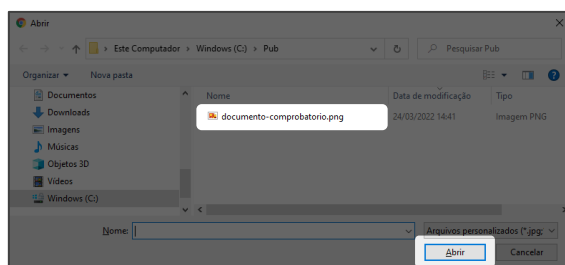 Abrir
Este Computador > Windows (C:) > Pub
Pesquisar Pub
Organizar
Nova pasta
Documentos
Downloads
Imagens
Músicas
Objetos 3D
Vídeos
Windows (C:)
Nome
Data de modificação
Tipo
documento-comprobatorio.png
24/03/2022 14:41
Imagem PNG
Nome:
Arquivos personalizados (*.jpg;
Abrir
Cancelar